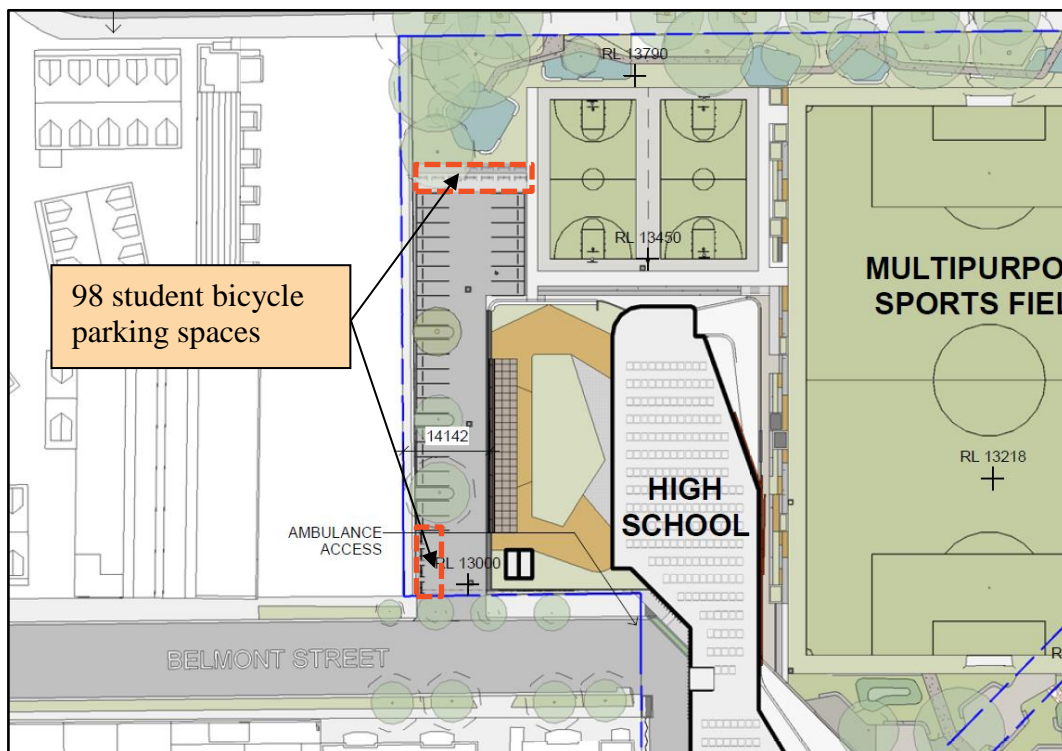 RL 13790
RL 13450
98 student bicycle
parking spaces
MULTIPURPO
SPORTS FIEL
14142
RL 13218
HIGH
SCHOOL
AMBULANCE
ACCESS
RL 13000
BELMONT STREET
R